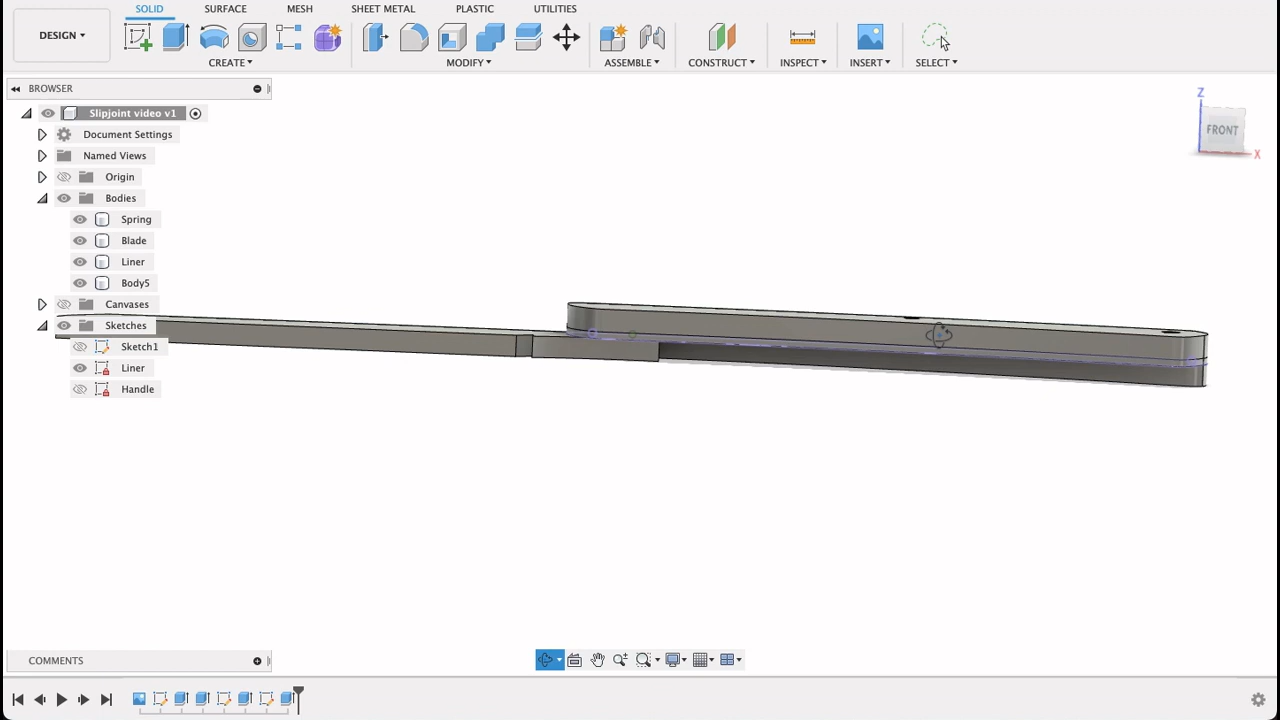 SOLID SURFACE MESH SHEET METAL PLASTIC UTILITIES
DESIGN
CREATE MODIFY ASSEMBLE CONSTRUCT INSPECT INSERT SELECT
BROWSER
Slipjoint video v1
Document Settings
Named Views
Origin
Bodies
Spring
Blade
Liner
Body5
Canvases
Sketches
Sketch1
Liner
Handle
Z
FRONT
X
COMMENTS